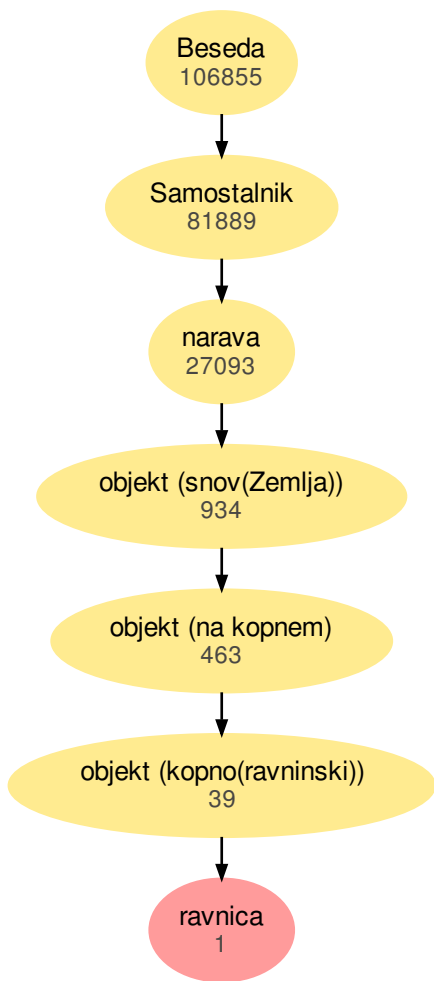 Beseda
106855
Samostalnik
81889
narava
27093
objekt (snov(Zemlja))
934
objekt (na kopnem)
463
objekt (kopno(ravninski))
39
ravnica
1